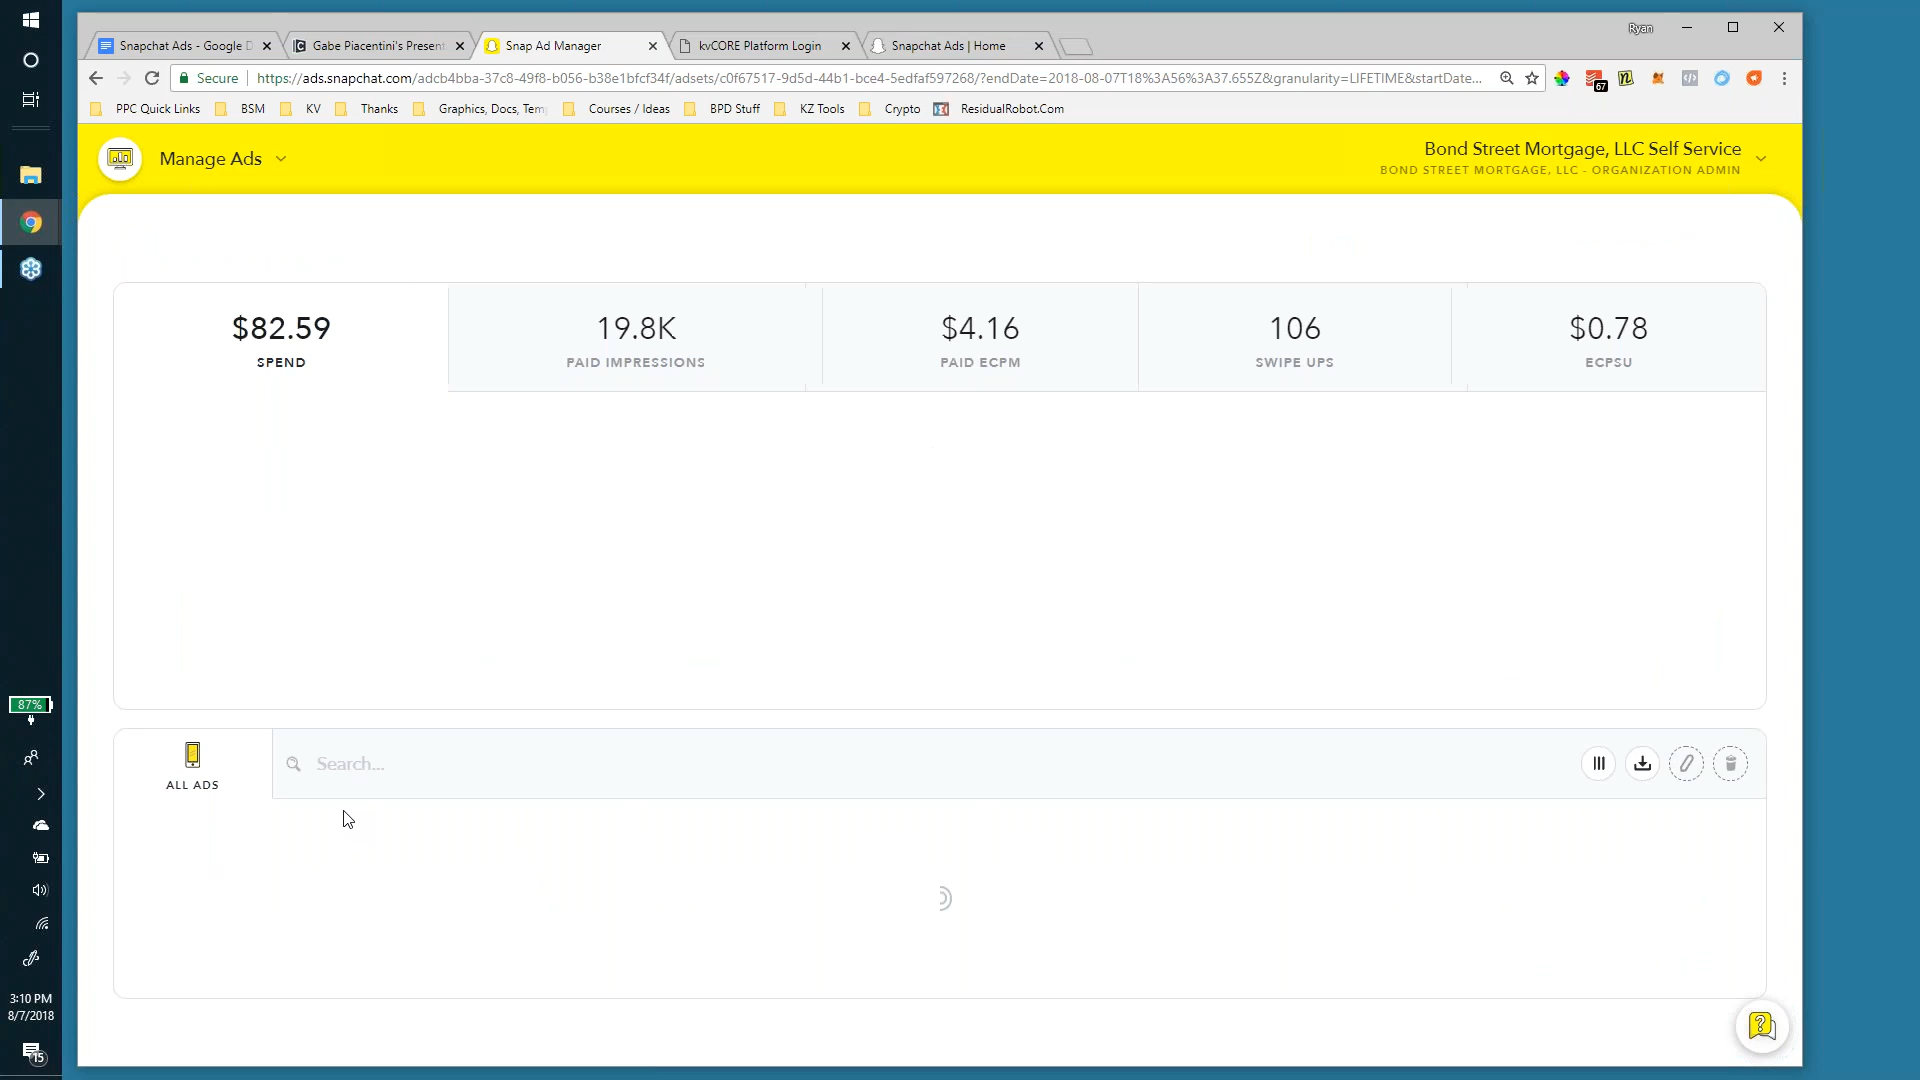 Ryan
Snapchat Ads - Google D
Gabe Piacentini's Present
Snap Ad Manager
kvCORE Platform Login
Snapchat Ads | Home
Secure
https://ads.snapchat.com/adcb4bba-37c8-49f8-b056-b38e1bfcf34f/adsets/c0f67517-9d5d-44b1-bce4-5edfaf597268/?endDate=2018-08-07T18%3A56%3A37.655Z&granularity=LIFETIME&startDate...
67
PPC Quick Links
BSM
KV
Thanks
Graphics, Docs, Temp
Courses / Ideas
BPD Stuff
KZ Tools
Crypto
ResidualRobot.Com
Manage Ads
Bond Street Mortgage, LLC Self Service
BOND STREET MORTGAGE, LLC - ORGANIZATION ADMIN
$82.59
SPEND
19.8K
PAID IMPRESSIONS
$4.16
PAID ECPM
106
SWIPE UPS
$0.78
ECPSU
ALL ADS
Search...
87%
3:10 PM
8/7/2018
15
?